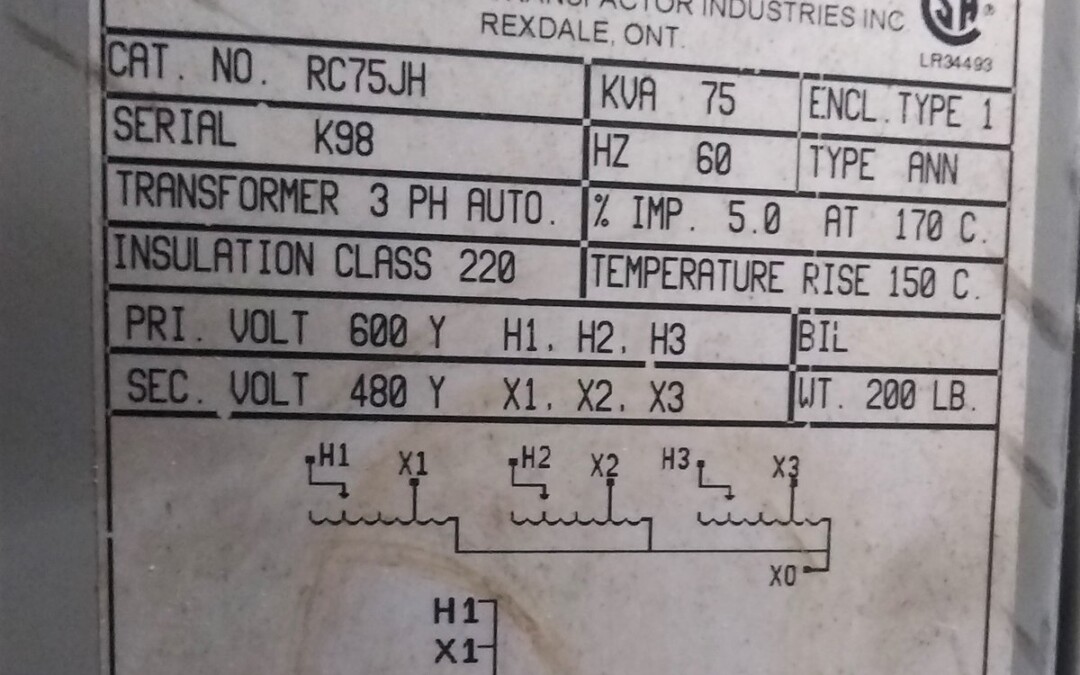 INDUSTRIES INC
REXDALE, ONT.
LR34493
CAT. NO. RC75JH KVA 75 ENCL. TYPE 1
SERIAL K98 HZ 60 TYPE ANN
TRANSFORMER 3 PH AUTO. % IMP. 5.0 AT 170 C.
INSULATION CLASS 220 TEMPERATURE RISE 150 C.
PRI. VOLT 600 Y H1, H2, H3 BIL
SEC. VOLT 480 Y X1, X2, X3 WT. 200 LB.
H1 X1 H2 X2 H3 X3
X0
H1
X1